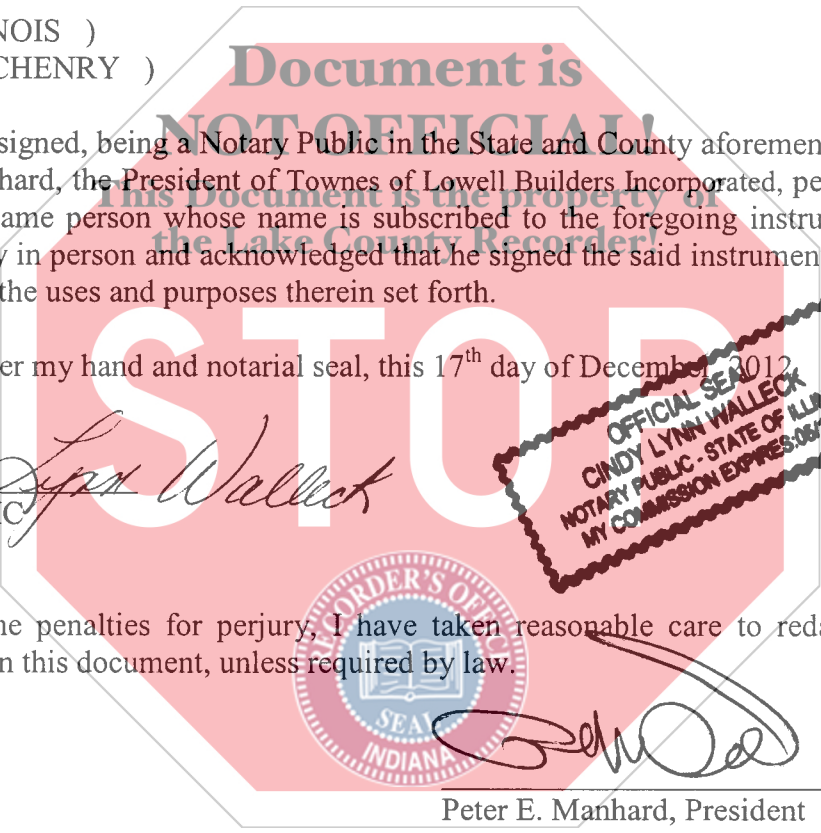 NOIS )
CHENRY )
Document is
NOT OFFICIAL!
This Document is the property of
the Lake County Recorder!
signed, being a Notary Public in the State and County aforemen
hard, the President of Townes of Lowell Builders Incorporated, pe
ame person whose name is subscribed to the foregoing instru
y in person and acknowledged that he signed the said instrumen
the uses and purposes therein set forth.
STOP
er my hand and notarial seal, this 17th day of December, 2012.
OFFICIAL SEAL
CINDY LYNN WALLECK
NOTARY PUBLIC - STATE OF ILLI
MY COMMISSION EXPIRES:06/
Lynn Walleck
IC
RECORDER'S OFFICE
SEAL
INDIANA
he penalties for perjury, I have taken reasonable care to reda
n this document, unless required by law.
Peter E. Manhard, President